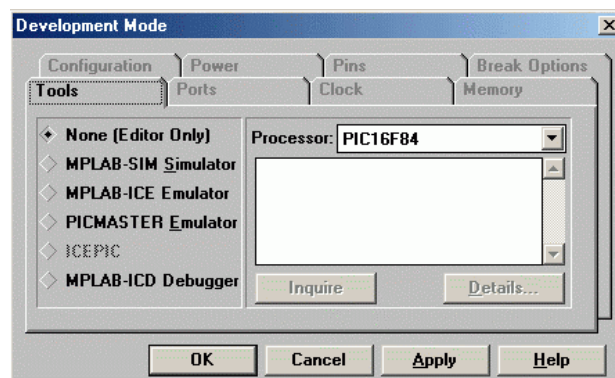 Development Mode
Configuration Power Pins Break Options
Tools Ports Clock Memory
None (Editor Only)
MPLAB-SIM Simulator
MPLAB-ICE Emulator
PICMASTER Emulator
ICEPIC
MPLAB-ICD Debugger
Processor: PIC16F84
Inquire Details...
OK Cancel Apply Help